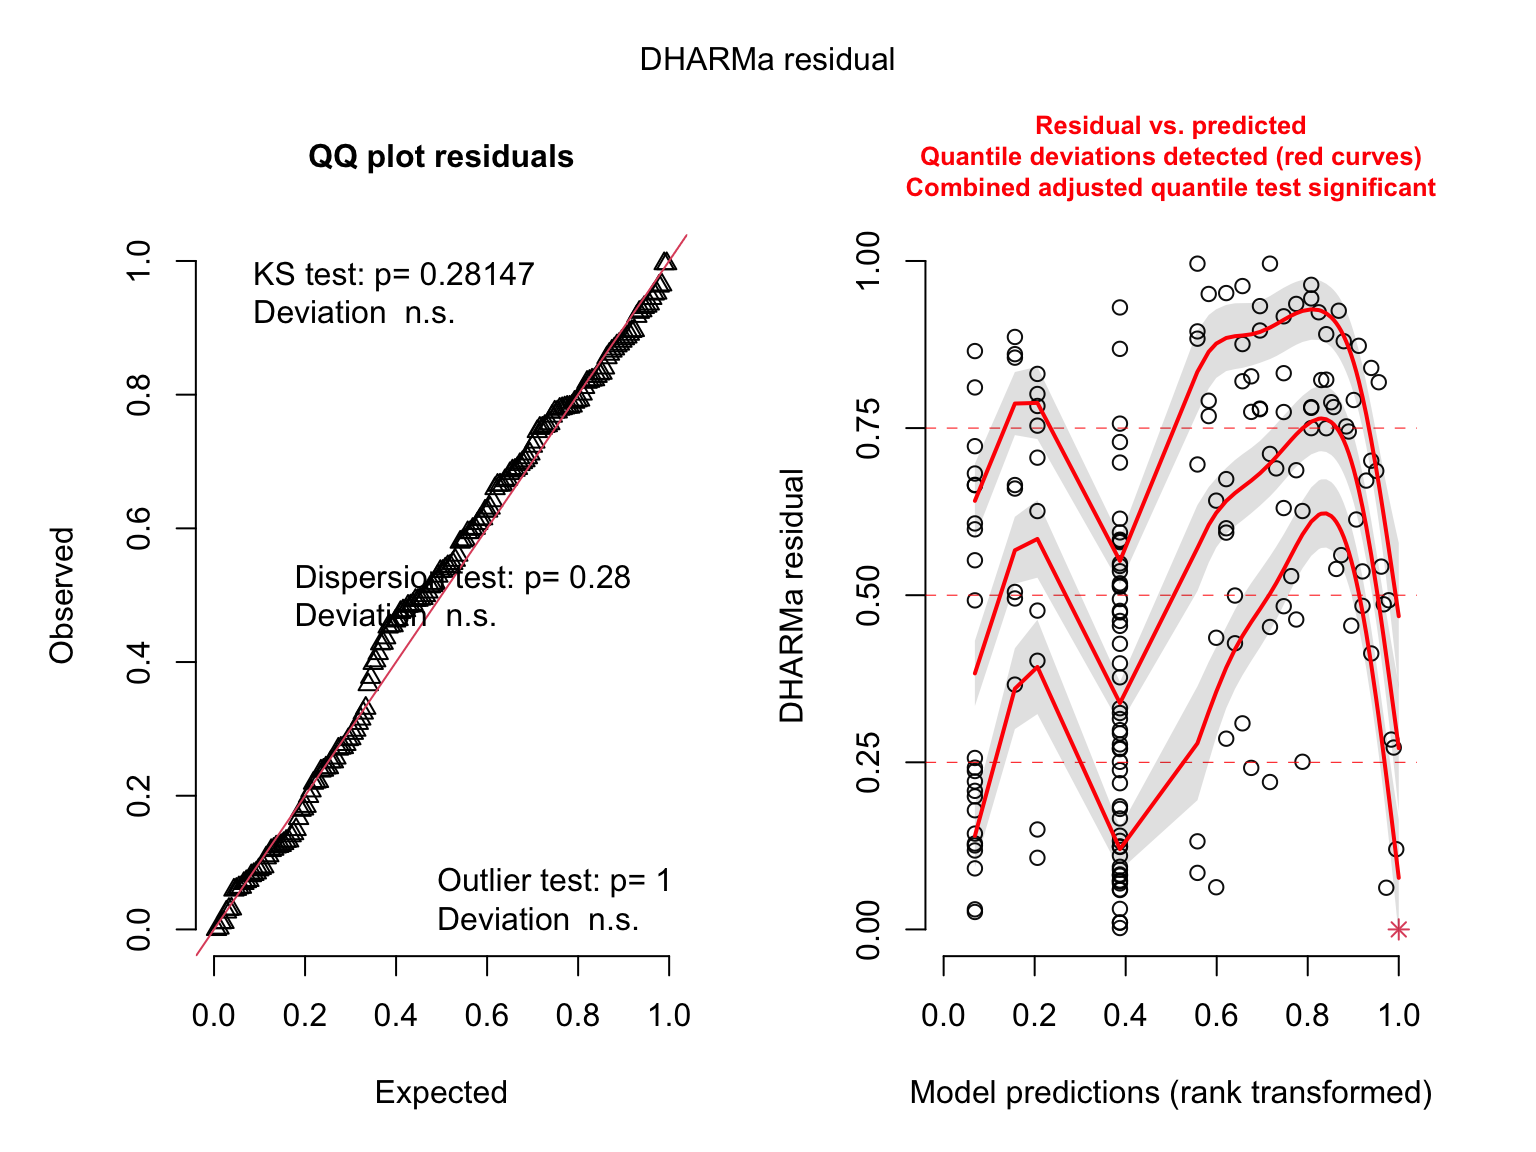 DHARMa residual
QQ plot residuals
KS test: p= 0.28147
Deviation n.s.
Dispersion test: p= 0.28
Deviation n.s.
Outlier test: p= 1
Deviation n.s.
Observed
0.0 0.2 0.4 0.6 0.8 1.0
0.0 0.2 0.4 0.6 0.8 1.0
Expected
Residual vs. predicted
Quantile deviations detected (red curves)
Combined adjusted quantile test significant
DHARMa residual
0.00 0.25 0.50 0.75 1.00
0.0 0.2 0.4 0.6 0.8 1.0
Model predictions (rank transformed)